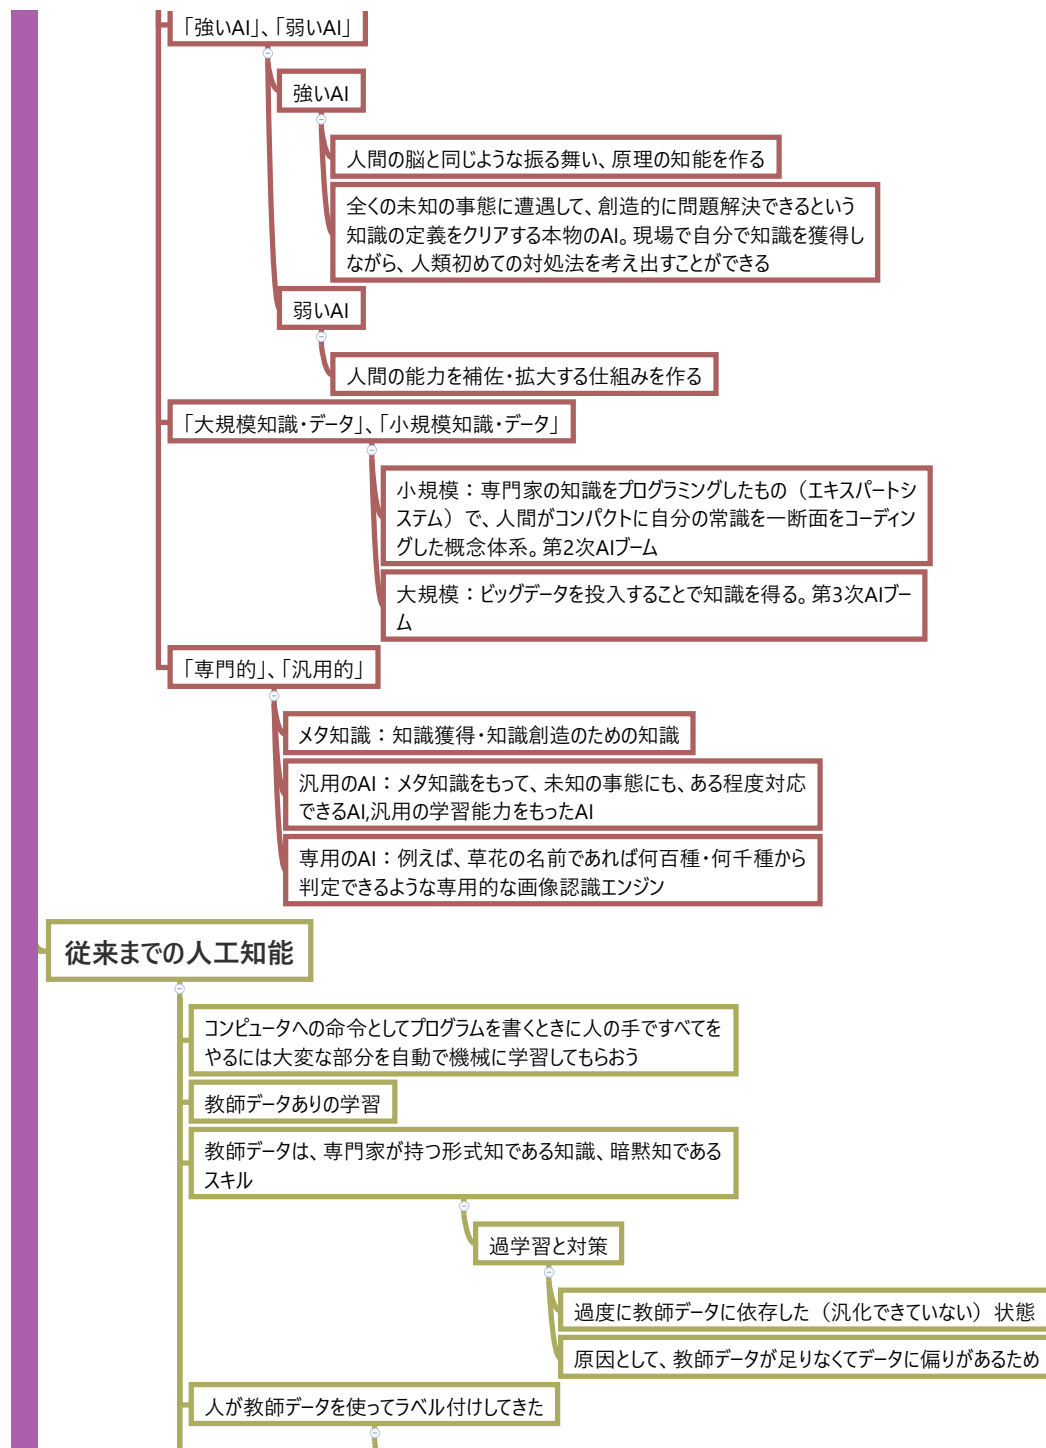 「強いAI」、「弱いAI」
強いAI
人間の脳と同じような振る舞い、原理の知能を作る
全くの未知の事態に遭遇して、創造的に問題解決できるという
知識の定義をクリアする本物のAI。現場で自分で知識を獲得し
ながら、人類初めての対処法を考え出すことができる
弱いAI
人間の能力を補佐・拡大する仕組みを作る
「大規模知識・データ」、「小規模知識・データ」
小規模：専門家の知識をプログラミングしたもの（エキスパートシ
ステム）で、人間がコンパクトに自分の常識を一断面をコーディン
グした概念体系。第2次AIブーム
大規模：ビッグデータを投入することで知識を得る。第3次AIブー
ム
「専門的」、「汎用的」
メタ知識：知識獲得・知識創造のための知識
汎用のAI：メタ知識をもって、未知の事態にも、ある程度対応
できるAI,汎用の学習能力をもったAI
専用のAI：例えば、草花の名前であれば何百種・何千種から
判定できるような専用的な画像認識エンジン
従来までの人工知能
コンピュータへの命令としてプログラムを書くときに人の手ですべてを
やるには大変な部分を自動で機械に学習してもらおう
教師データありの学習
教師データは、専門家が持つ形式知である知識、暗黙知である
スキル
過学習と対策
過度に教師データに依存した（汎化できていない）状態
原因として、教師データが足りなくてデータに偏りがあるため
人が教師データを使ってラベル付けしてきた